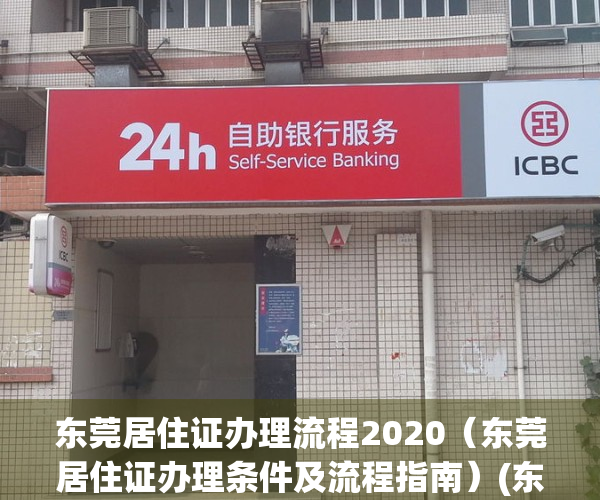 24h 自助银行服务
Self-Service Banking
ICBC
ICBC
东莞居住证办理流程2020（东莞
居住证办理条件及流程指南）(东